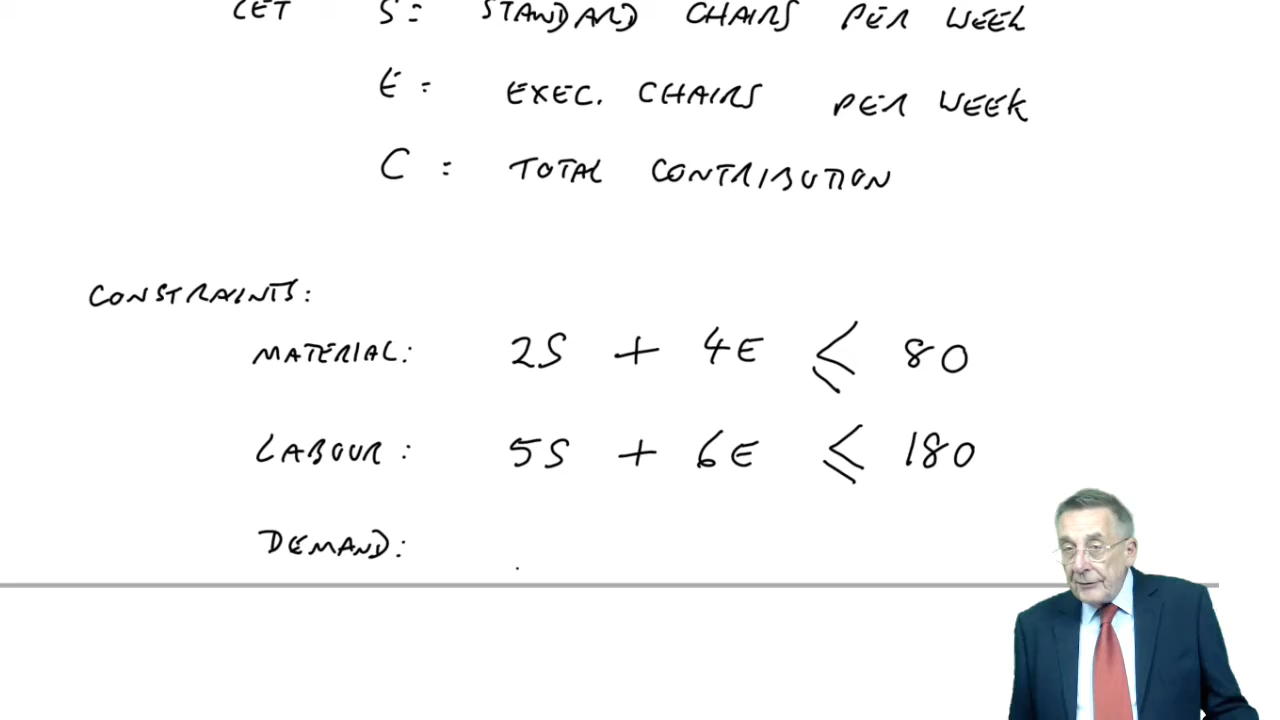 LET S = STANDARD CHAIRS PER WEEK
E = EXEC. CHAIRS PER WEEK
C = TOTAL CONTRIBUTION
CONSTRAINTS:
MATERIAL: 2S + 4E ≤ 80
LABOUR: 5S + 6E ≤ 180
DEMAND: